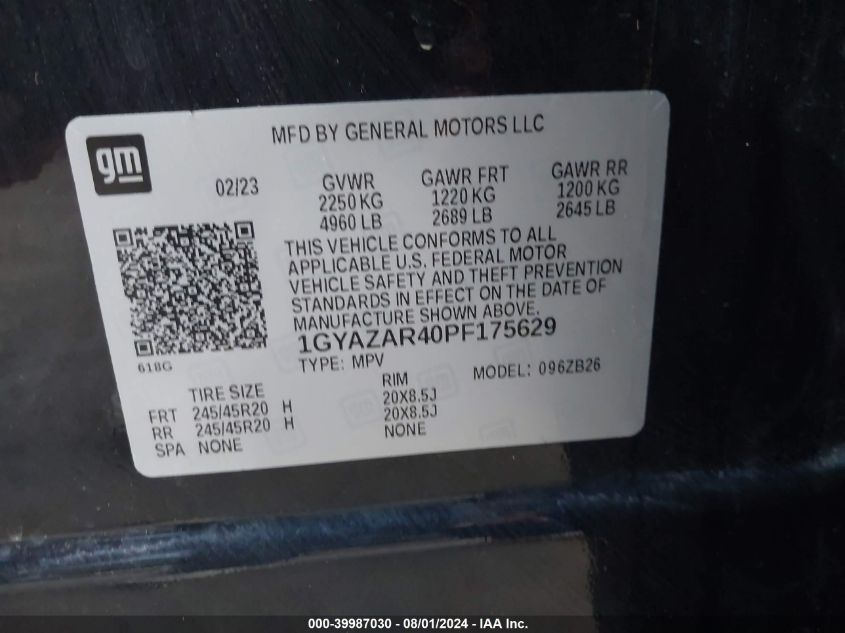 gm
MFD BY GENERAL MOTORS LLC
02/23 GVWR GAWR FRT GAWR RR
2250 KG 1220 KG 1200 KG
4960 LB 2689 LB 2645 LB
THIS VEHICLE CONFORMS TO ALL
APPLICABLE U.S. FEDERAL MOTOR
VEHICLE SAFETY AND THEFT PREVENTION
STANDARDS IN EFFECT ON THE DATE OF
MANUFACTURE SHOWN ABOVE.
1GYAZAR40PF175629
618G
TYPE: MPV MODEL: 096ZB26
TIRE SIZE RIM
FRT 245/45R20 H 20X8.5J
RR 245/45R20 H 20X8.5J
SPA NONE NONE
000-39987030 - 08/01/2024 - IAA Inc.